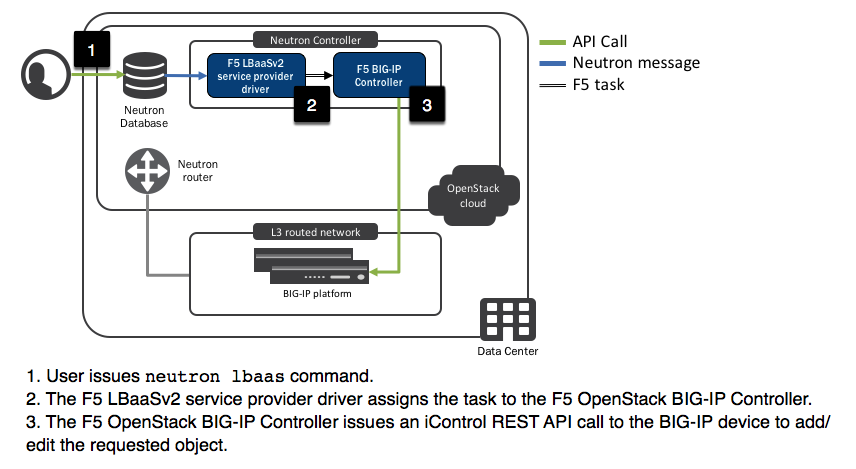 1
Neutron Controller
F5 LBaaSv2
service provider
driver
F5 BIG-IP
Controller
2
3
API Call
Neutron message
F5 task
Neutron
Database
Neutron
router
OpenStack
cloud
L3 routed network
BIG-IP platform
Data Center
1. User issues neutron lbaas command.
2. The F5 LBaaSv2 service provider driver assigns the task to the F5 OpenStack BIG-IP Controller.
3. The F5 OpenStack BIG-IP Controller issues an iControl REST API call to the BIG-IP device to add/
edit the requested object.